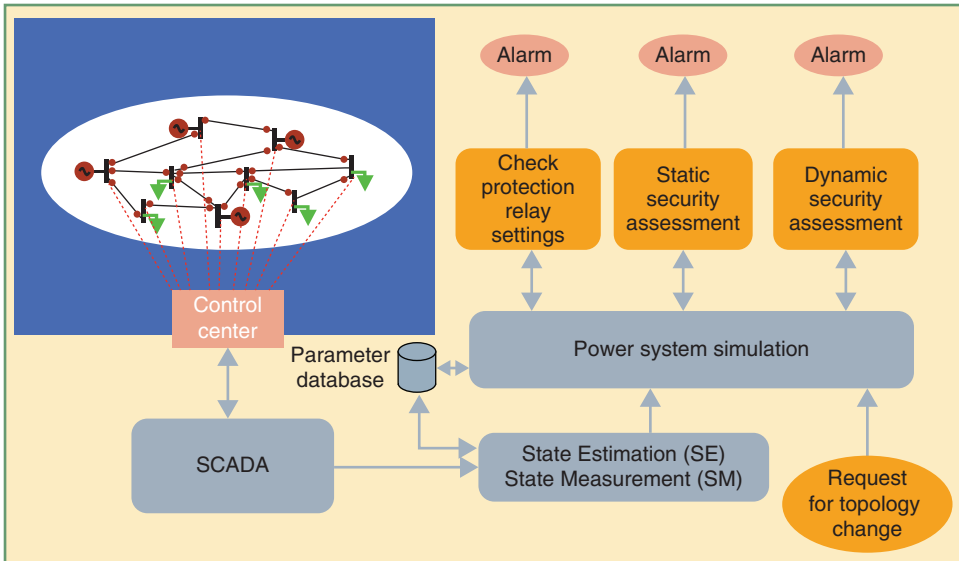 Alarm
Alarm
Alarm
Check
protection
relay
settings
Static
security
assessment
Dynamic
security
assessment
Control
center
Parameter
database
Power system simulation
SCADA
State Estimation (SE)
State Measurement (SM)
Request
for topology
change